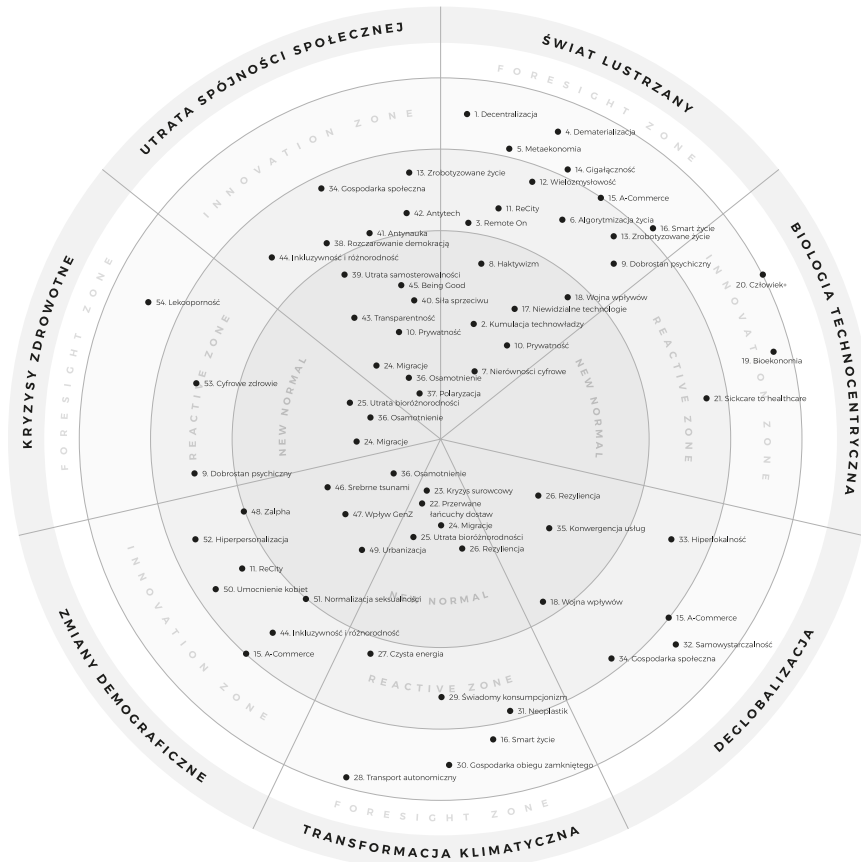 UTRATA SPÓJNOŚCI SPOŁECZNEJ
ŚWIAT LUSTRZANY
FORESIGHT ZONE
INNOVATION ZONE
1. Decentralizacja
4. Dematerializacja
5. Metaekonomia
14. Gigałączność
13. Zrobotyzowane życie
12. Wielozmysłowość
34. Gospodarka społeczna
15. A-Commerce
11. ReCity
42. Antytech
6. Algorytmizacja życia
3. Remote On
16. Smart życie
41. Antynauka
13. Zrobotyzowane życie
38. Rozczarowanie demokracją
44. Inkluzywność i różnorodność
8. Haktywizm
9. Dobrostan psychiczny
39. Utrata samosterowalności
20. Człowiek+
45. Being Good
18. Wojna wpływów
40. Siła sprzeciwu
54. Lekooporność
17. Niewidzialne technologie
43. Transparentność
2. Kumulacja technowładzy
10. Prywatność
10. Prywatność
19. Bioekonomia
24. Migracje
7. Nierówności cyfrowe
36. Osamotnienie
53. Cyfrowe zdrowie
37. Polaryzacja
21. Sickcare to healthcare
25. Utrata bioróżnorodności
36. Osamotnienie
24. Migracje
BIOLOGIA TECHNOCENTRYCZNA
INNOVATION ZONE
REACTIVE ZONE
NEW NORMAL
KRYZYSY ZDROWOTNE
FORESIGHT ZONE
REACTIVE ZONE
NEW NORMAL
9. Dobrostan psychiczny
36. Osamotnienie
46. Srebrne tsunami
23. Kryzys surowcowy
26. Rezyliencja
22. Przerwane
łańcuchy dostaw
48. Zalpha
47. Wpływ GenZ
24. Migracje
35. Konwergencja usług
25. Utrata bioróżnorodności
52. Hiperpersonalizacja
33. Hiperlokalność
49. Urbanizacja
26. Rezyliencja
11. ReCity
50. Umocnienie kobiet
51. Normalizacja seksualności
NEW NORMAL
18. Wojna wpływów
15. A-Commerce
44. Inkluzywność i różnorodność
32. Samowystarczalność
15. A-Commerce
27. Czysta energia
34. Gospodarka społeczna
REACTIVE ZONE
29. Świadomy konsumpcjonizm
31. Neoplastik
16. Smart życie
30. Gospodarka obiegu zamkniętego
28. Transport autonomiczny
INNOVATION ZONE
FORESIGHT ZONE
ZMIANY DEMOGRAFICZNE
TRANSFORMACJA KLIMATYCZNA
DEGLOBALIZACJA